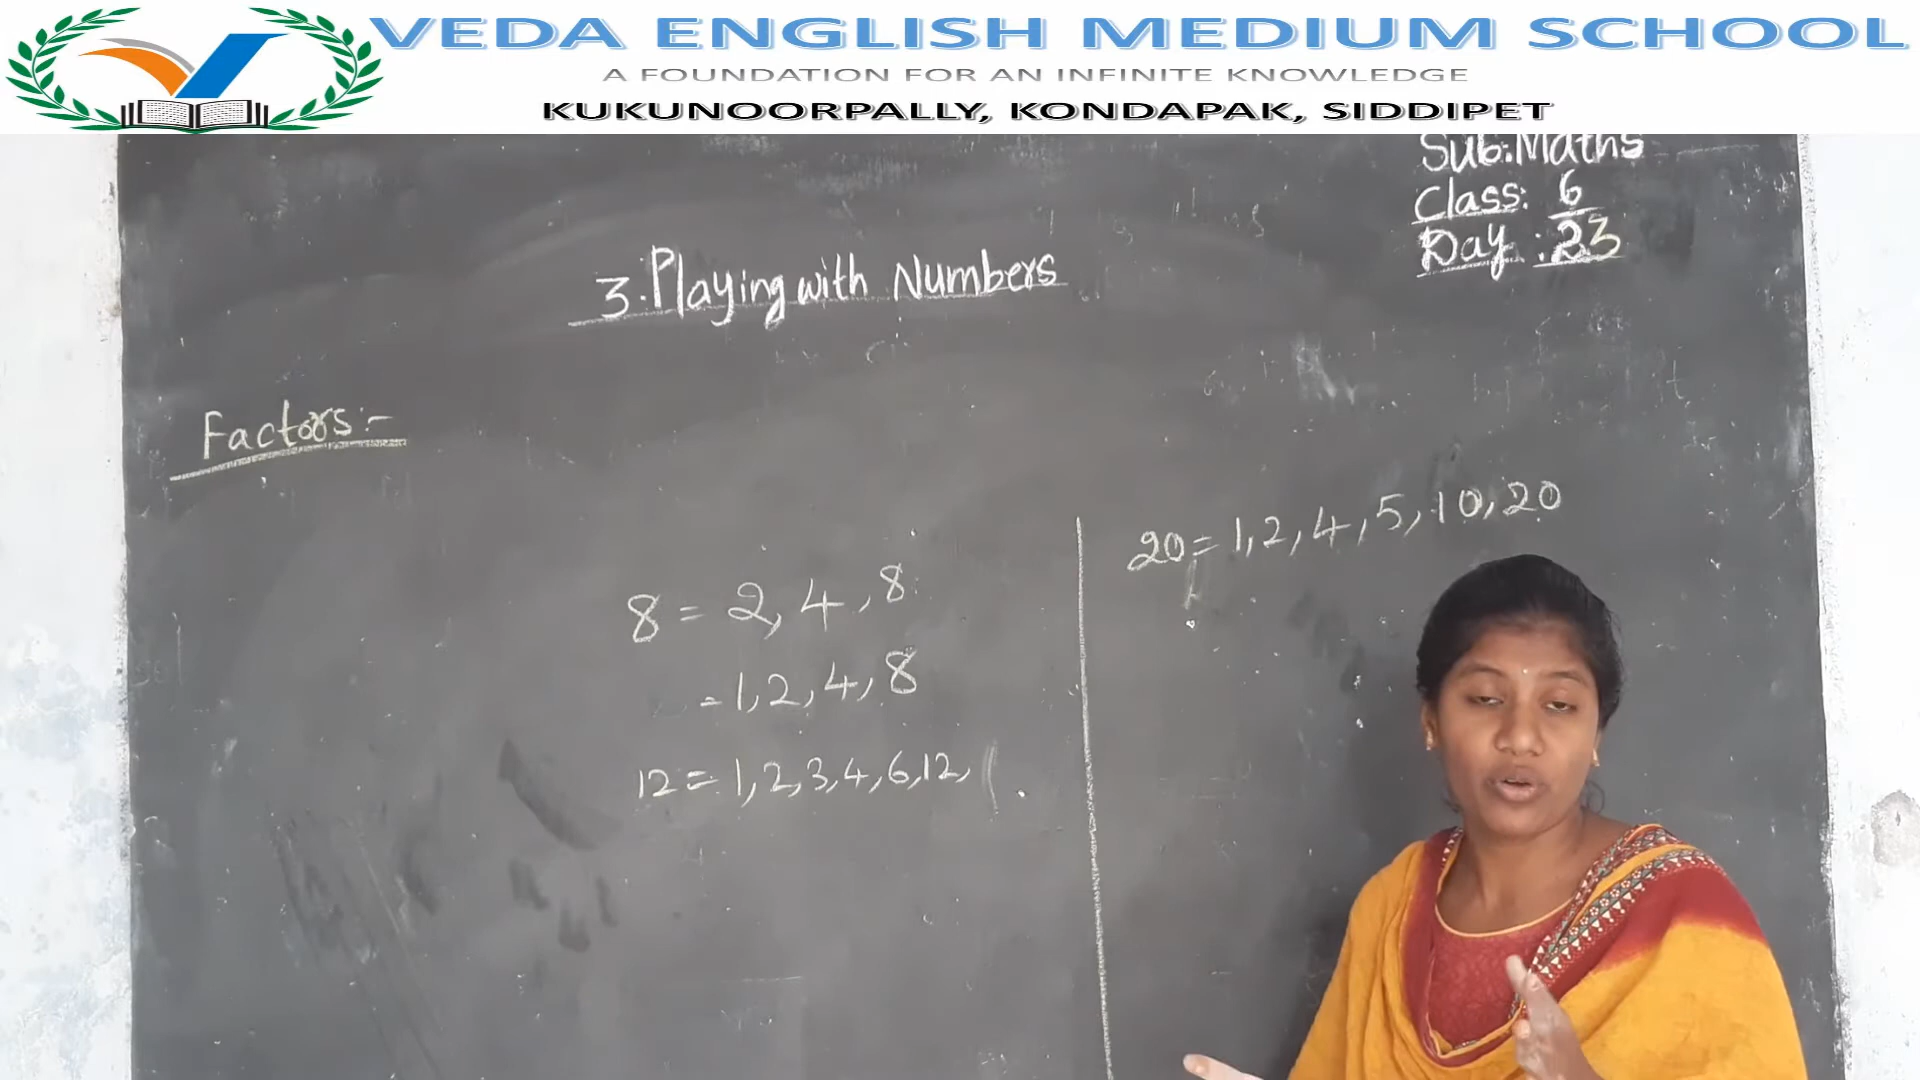 VEDA ENGLISH MEDIUM SCHOOL
A FOUNDATION FOR AN INFINITE KNOWLEDGE
KUKUNOORPALLY, KONDAPAK, SIDDIPET
Sub:Maths
Class: 6
Day : 23
3. Playing with Numbers
Factors:-
8 = 2, 4, 8
= 1, 2, 4, 8
12 = 1, 2, 3, 4, 6, 12,
20 = 1, 2, 4, 5, 10, 20